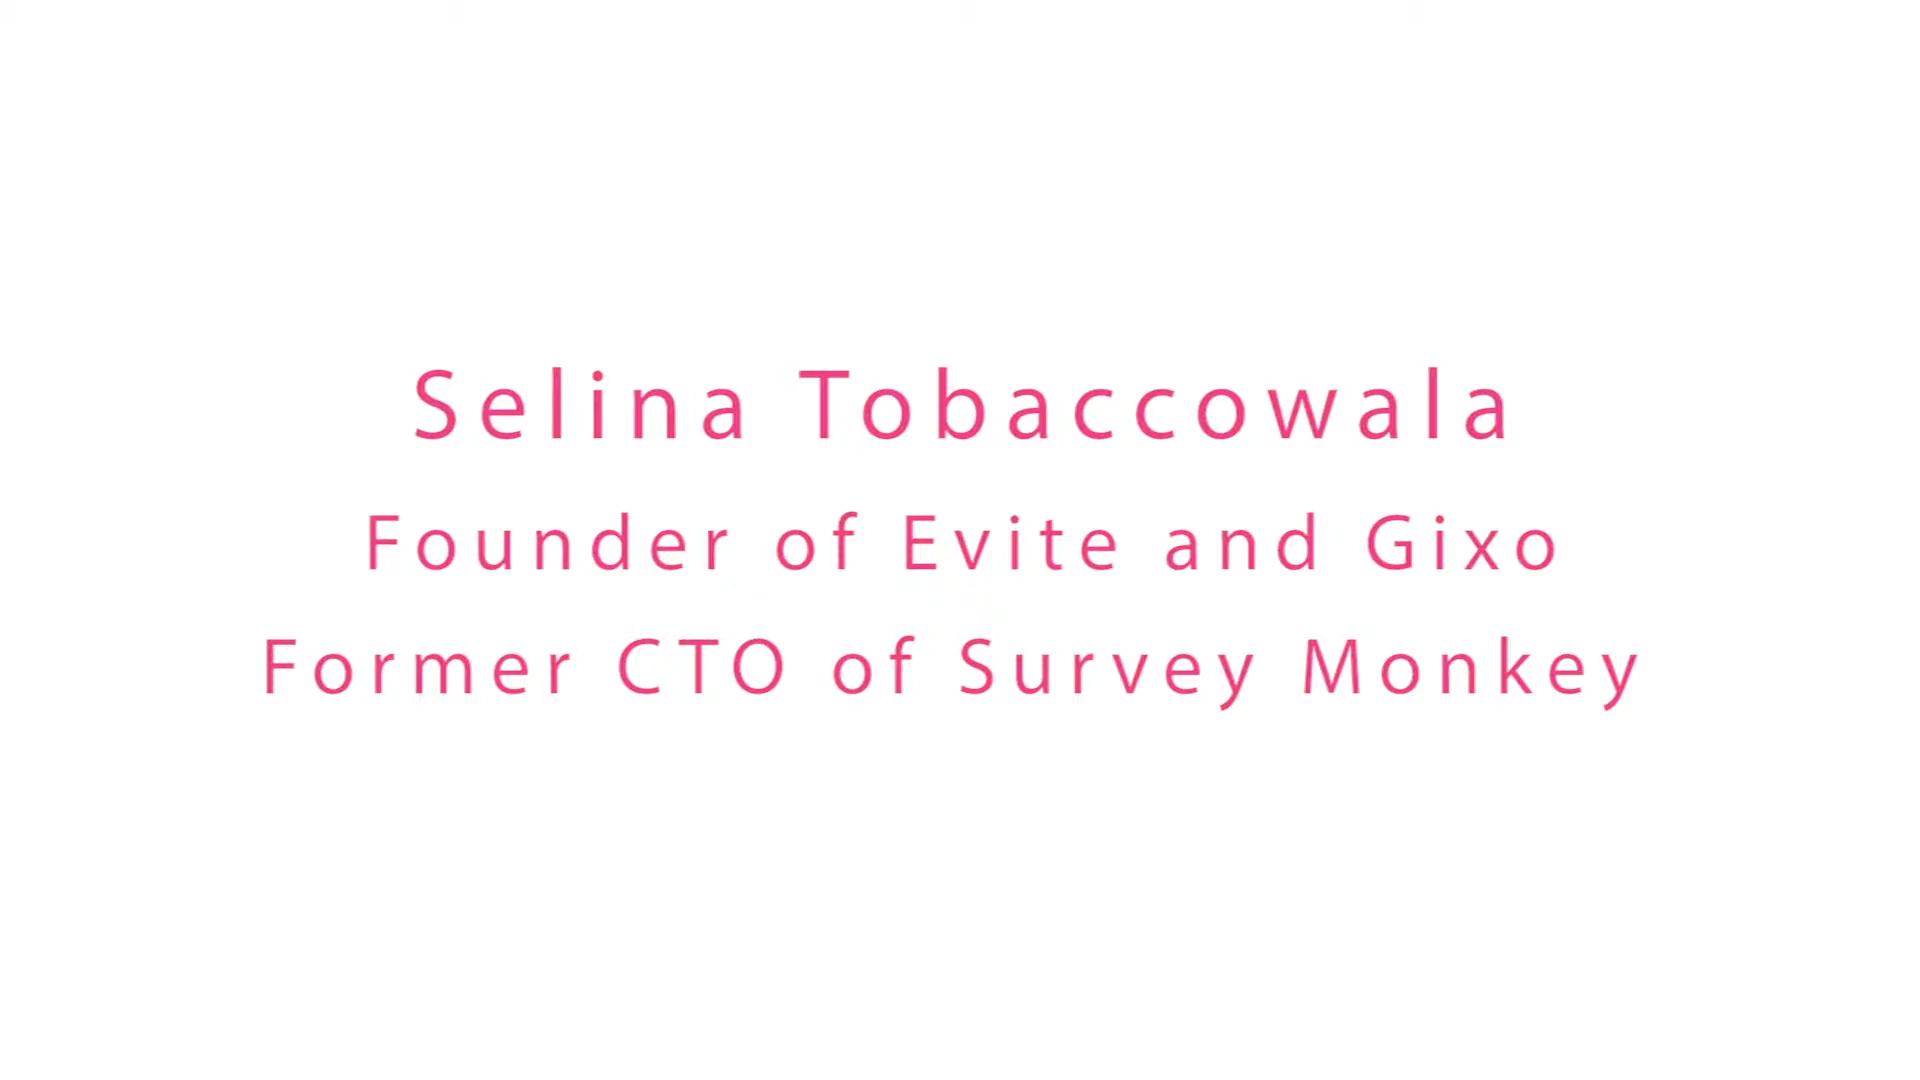 Selina Tobaccowala
Founder of Evite and Gixo
Former CTO of Survey Monkey